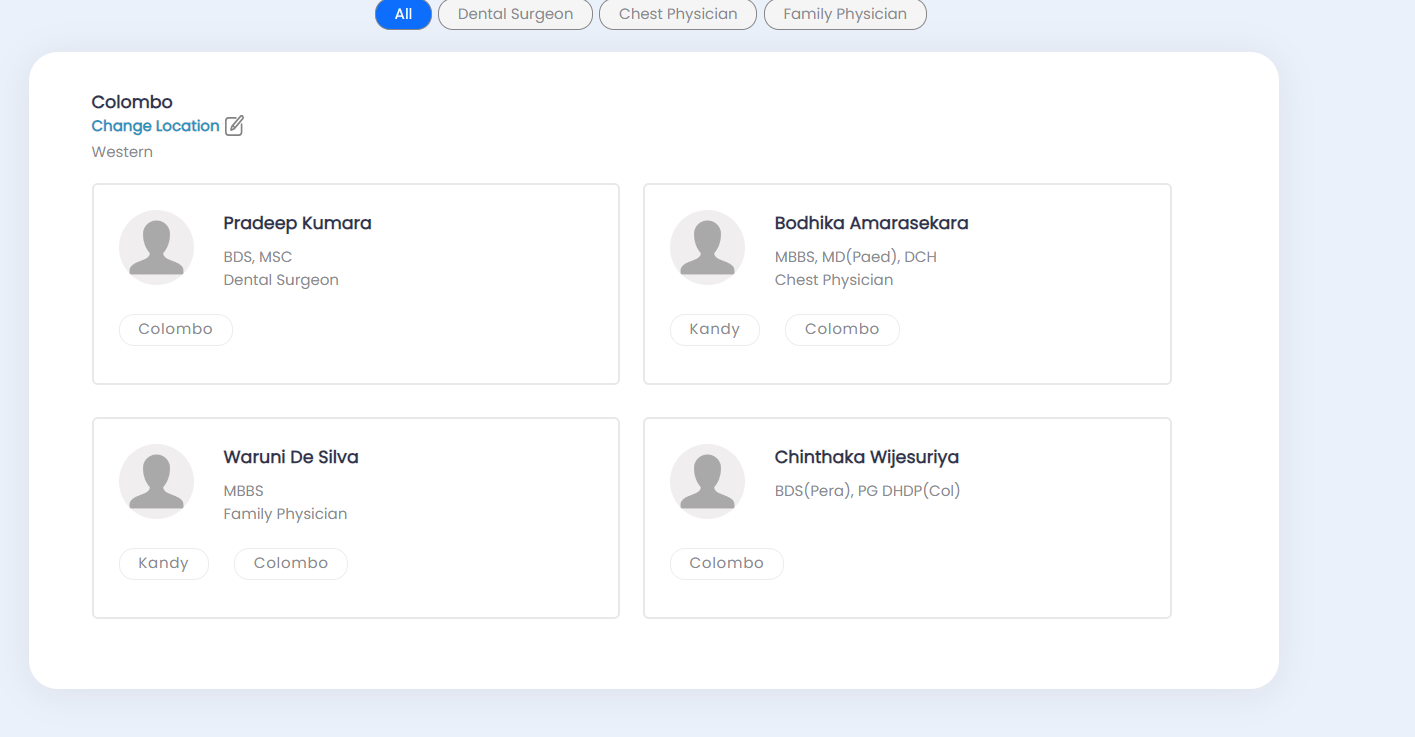 All Dental Surgeon Chest Physician Family Physician
Colombo
Change Location
Western
Pradeep Kumara
BDS, MSC
Dental Surgeon
Colombo
Bodhika Amarasekara
MBBS, MD(Paed), DCH
Chest Physician
Kandy Colombo
Waruni De Silva
MBBS
Family Physician
Kandy Colombo
Chinthaka Wijesuriya
BDS(Pera), PG DHDP(Col)
Colombo